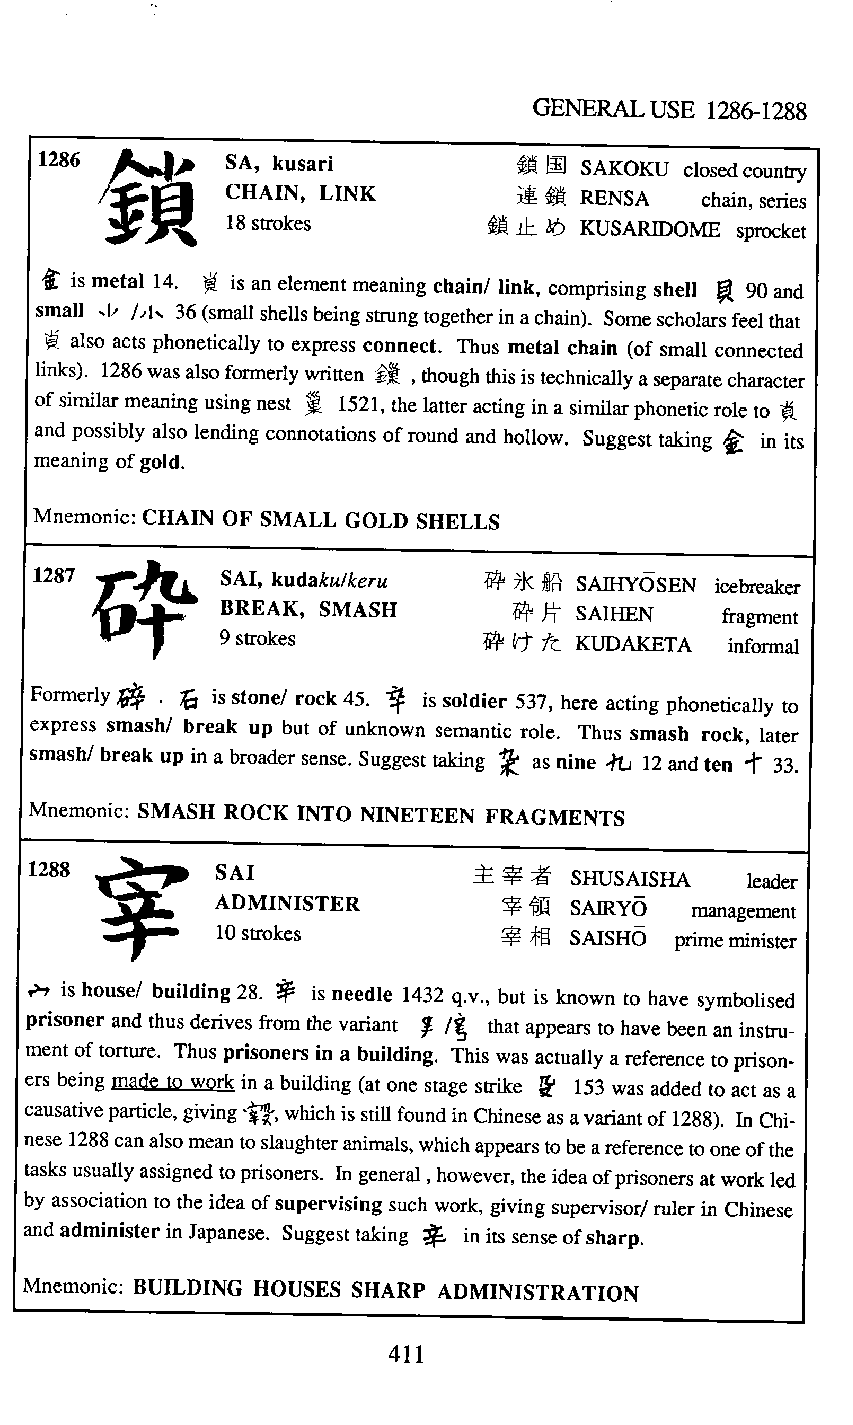 GENERAL USE 1286-1288
1286 鎖 SA, kusari 鎖国 SAKOKU closed country
CHAIN, LINK 連鎖 RENSA chain, series
18 strokes 鎖止め KUSARIDOME sprocket
金 is metal 14. is an element meaning chain/ link, comprising shell 貝 90 and
small /小 36 (small shells being strung together in a chain). Some scholars feel that
also acts phonetically to express connect. Thus metal chain (of small connected
links). 1286 was also formerly written , though this is technically a separate character
of similar meaning using nest 巢 1521, the latter acting in a similar phonetic role to
and possibly also lending connotations of round and hollow. Suggest taking 金 in its
meaning of gold.
Mnemonic: CHAIN OF SMALL GOLD SHELLS
1287 砕 SAI, kudaku/keru 砕氷船 SAIHYŌSEN icebreaker
BREAK, SMASH 砕片 SAIHEN fragment
9 strokes 砕けた KUDAKETA informal
Formerly 碎 . 石 is stone/ rock 45. 卒 is soldier 537, here acting phonetically to
express smash/ break up but of unknown semantic role. Thus smash rock, later
smash/ break up in a broader sense. Suggest taking 卆 as nine 九 12 and ten 十 33.
Mnemonic: SMASH ROCK INTO NINETEEN FRAGMENTS
1288 宰 SAI 主宰者 SHUSAISHA leader
ADMINISTER 宰領 SAIRYŌ management
10 strokes 宰相 SAISHŌ prime minister
宀 is house/ building 28. 辛 is needle 1432 q.v., but is known to have symbolised
prisoner and thus derives from the variant / that appears to have been an instru-
ment of torture. Thus prisoners in a building. This was actually a reference to prison-
ers being made to work in a building (at one stage strike 153 was added to act as a
causative particle, giving , which is still found in Chinese as a variant of 1288). In Chi-
nese 1288 can also mean to slaughter animals, which appears to be a reference to one of the
tasks usually assigned to prisoners. In general , however, the idea of prisoners at work led
by association to the idea of supervising such work, giving supervisor/ ruler in Chinese
and administer in Japanese. Suggest taking 辛 in its sense of sharp.
Mnemonic: BUILDING HOUSES SHARP ADMINISTRATION
411